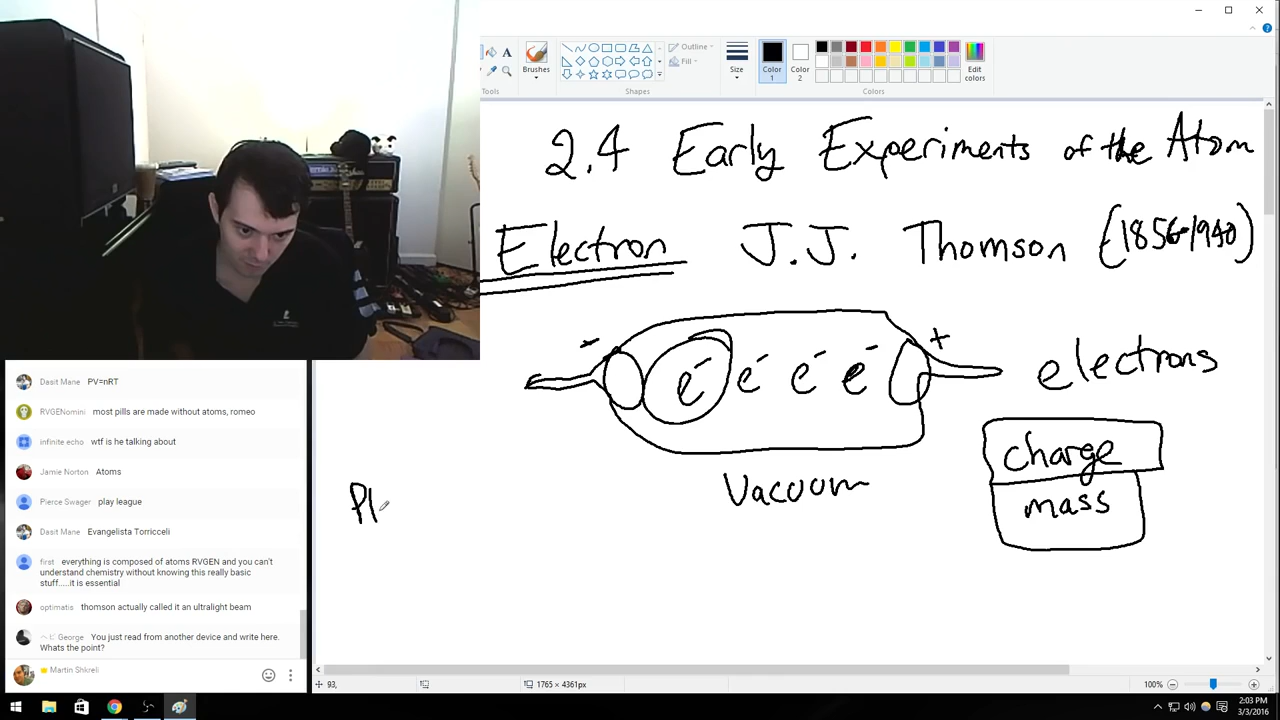 Tools
A
Brushes
Outline
Fill
Shapes
Size
Color 1
Color 2
Edit colors
Colors
2.4 Early Experiments of the Atom
Electron J.J. Thomson (1856-1940)
- +
e⁻ e⁻ e⁻ e⁻
electrons
charge
mass
Vacoom
Pl
Dasit Mane PV=nRT
RVGENomini most pills are made without atoms, romeo
infinite echo wtf is he talking about
Jamie Norton Atoms
Pierce Swager play league
Dasit Mane Evangelista Torricceli
first everything is composed of atoms RVGEN and you can't
understand chemistry without knowing this really basic
stuff.....it is essential
optimatis thomson actually called it an ultralight beam
George You just read from another device and write here.
Whats the point?
Martin Shkreli
93,
1765 × 4361px
100%
2:03 PM
3/3/2016